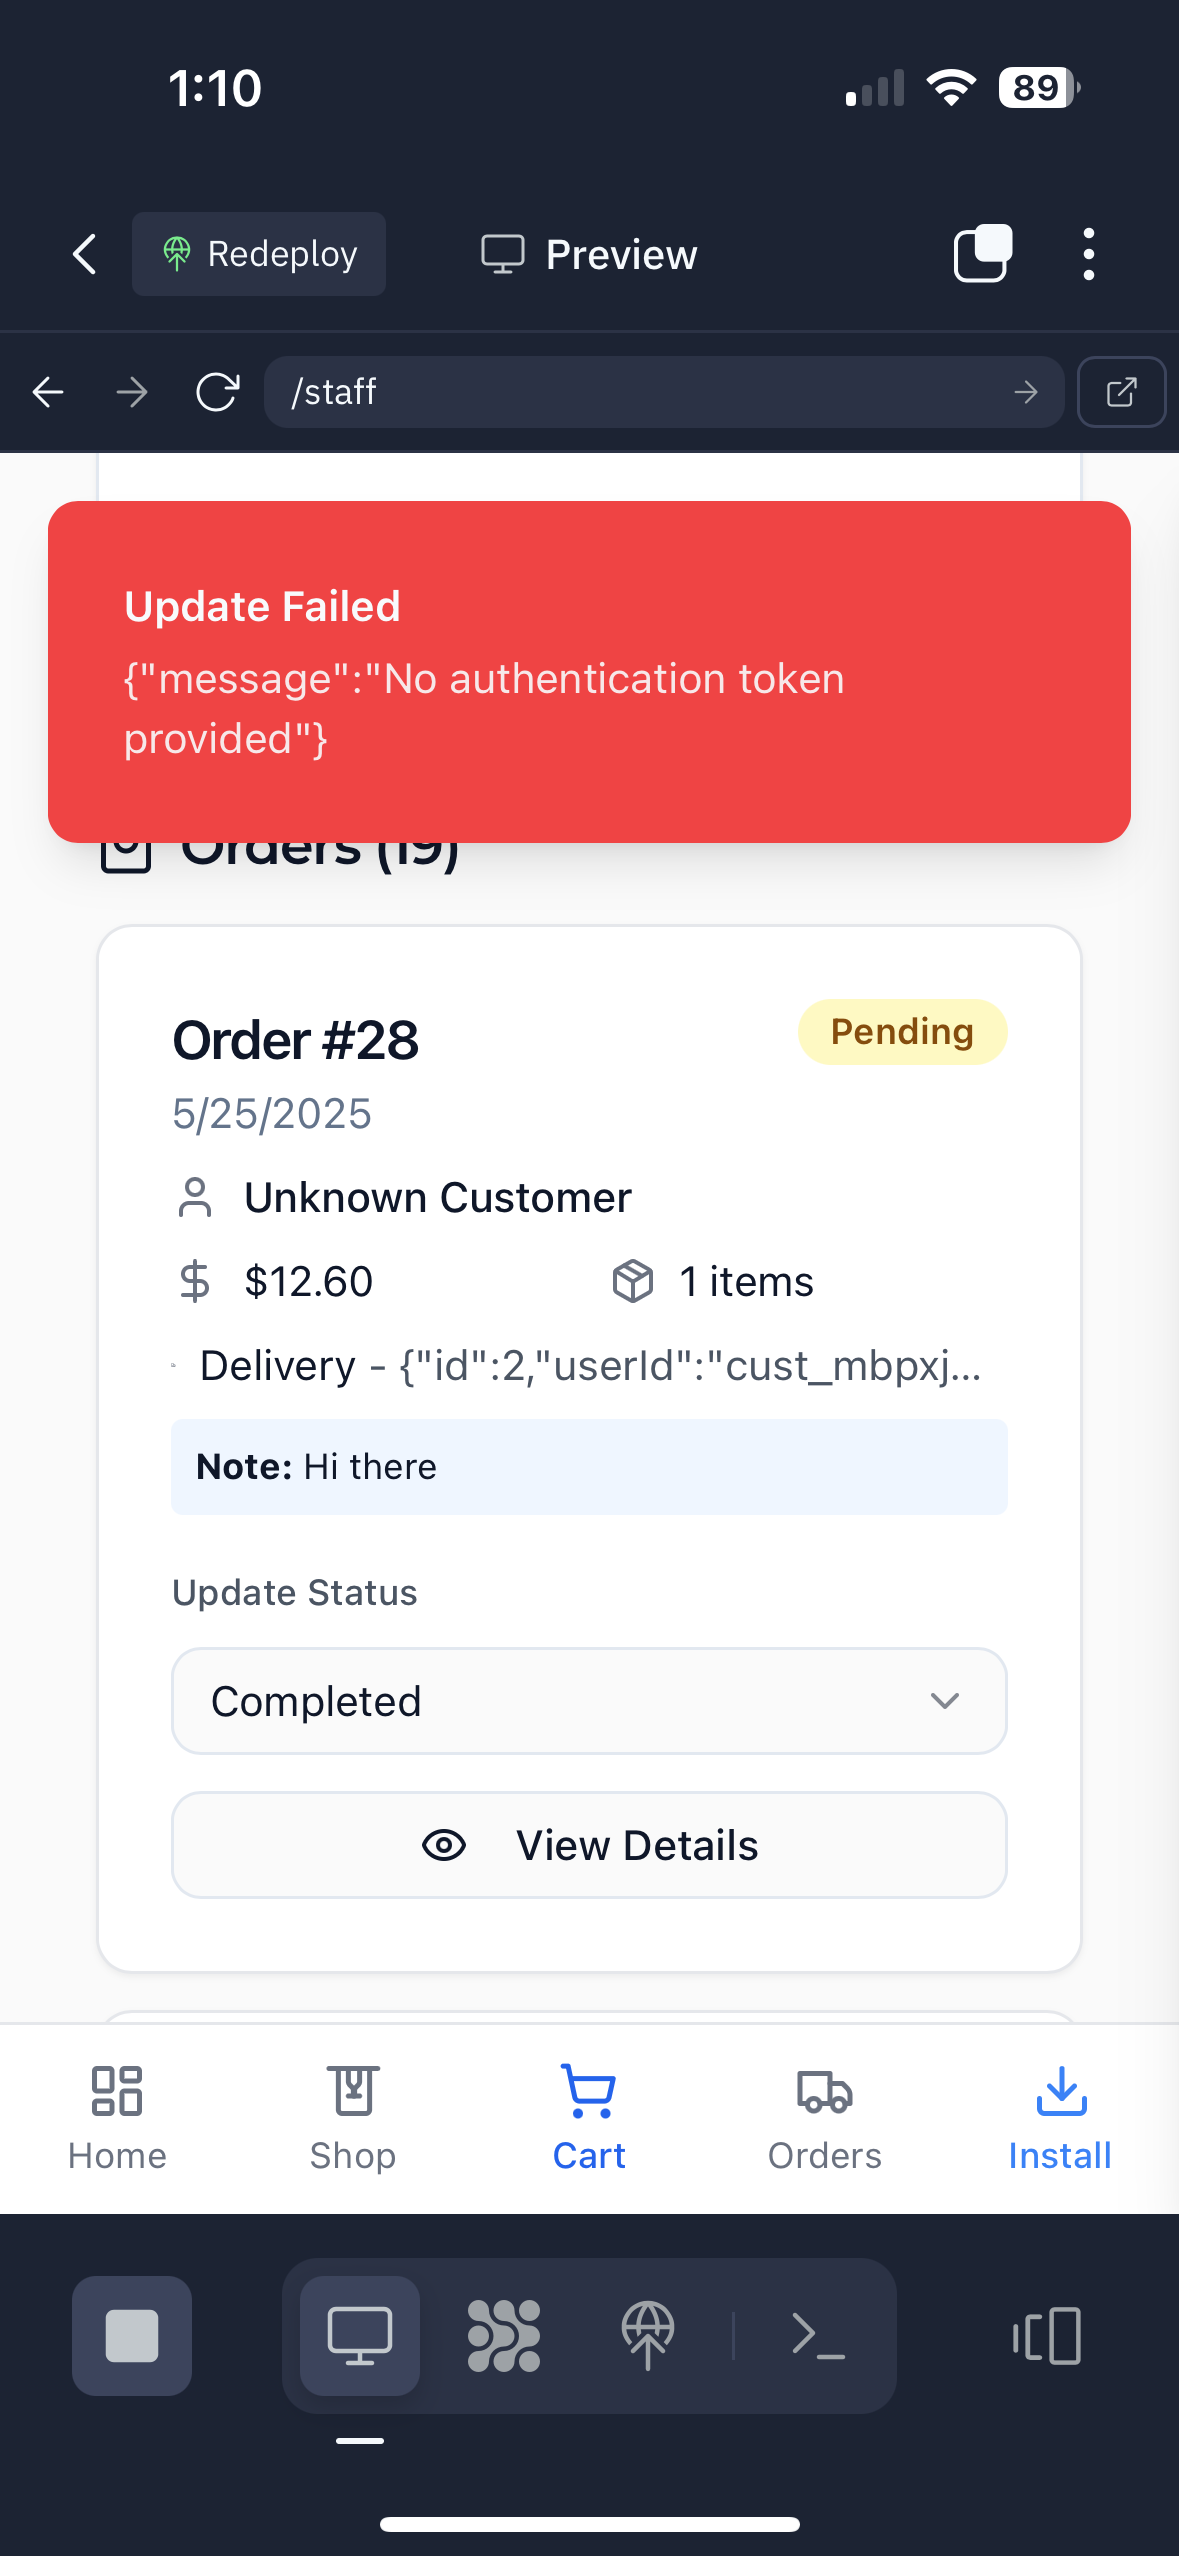 1:10
89
Redeploy
Preview
/staff
Update Failed
{"message":"No authentication token
provided"}
Orders (19)
Order #28
Pending
5/25/2025
Unknown Customer
$12.60
1 items
Delivery - {"id":2,"userId":"cust_mbpxj...
Note: Hi there
Update Status
Completed
View Details
Home
Shop
Cart
Orders
Install